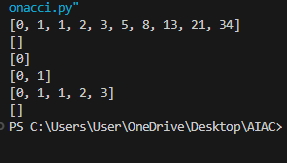 onacci.py"
[0, 1, 1, 2, 3, 5, 8, 13, 21, 34]
[]
[0]
[0, 1]
[0, 1, 1, 2, 3]
[]
PS C:\Users\User\OneDrive\Desktop\AIAC>